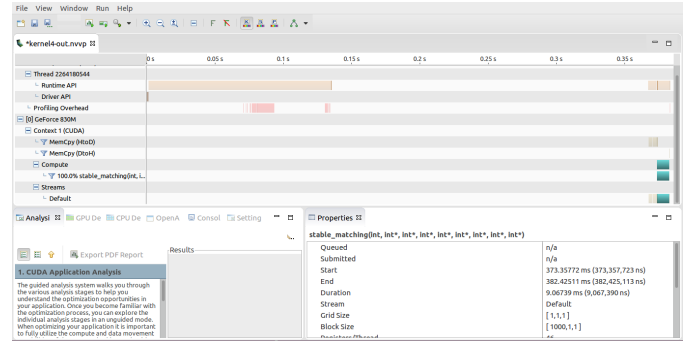 File View Window Run Help
*kernel4-out.nvvp
0 s 0.05 s 0.1 s 0.15 s 0.2 s 0.25 s 0.3 s 0.35 s
Thread 2264180544
Runtime API
Driver API
Profiling Overhead
[0] GeForce 830M
Context 1 (CUDA)
MemCpy (HtoD)
MemCpy (DtoH)
Compute
100.0% stable_matching(int, i...
Streams
Default
Analysi GPU De CPU De OpenA Consol Setting
Export PDF Report
Results
1. CUDA Application Analysis
The guided analysis system walks you through
the various analysis stages to help you
understand the optimization opportunities in
your application. Once you become familiar with
the optimization process, you can explore the
individual analysis stages in an unguided mode.
When optimizing your application it is important
to fully utilize the compute and data movement
Properties
stable_matching(int, int*, int*, int*, int*, int*, int*, int*, int*)
Queued n/a
Submitted n/a
Start 373.35772 ms (373,357,723 ns)
End 382.42511 ms (382,425,113 ns)
Duration 9.06739 ms (9,067,390 ns)
Stream Default
Grid Size [ 1,1,1 ]
Block Size [ 1000,1,1 ]
Registers/Thread 46